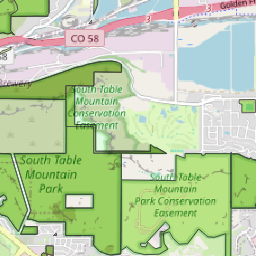 3
Golden F
CO 58
3
58
South Table
Mountain
Conservation
Easement
South Table
Mountain
Park
South Table
Mountain
Park Conservation
Easement